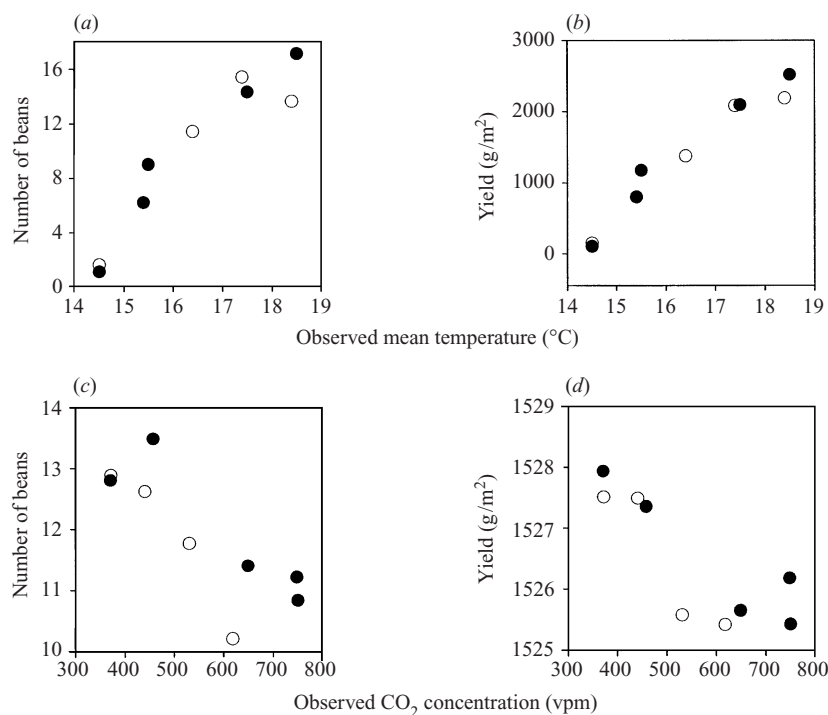 (a)
Number of beans
16
12
8
4
0
14 15 16 17 18 19
(b)
Yield (g/m²)
3000
2000
1000
0
14 15 16 17 18 19
Observed mean temperature (°C)
(c)
Number of beans
14
13
12
11
10
300 400 500 600 700 800
(d)
Yield (g/m²)
1529
1528
1527
1526
1525
300 400 500 600 700 800
Observed CO₂ concentration (vpm)